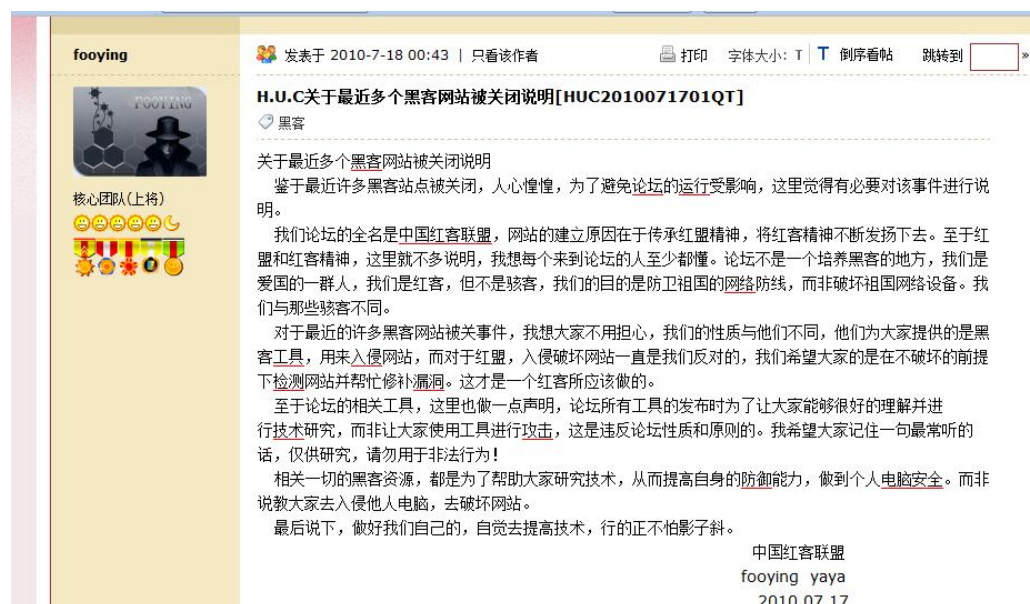 fooying
发表于 2010-7-18 00:43 | 只看该作者
打印 字体大小: T T 倒序看帖 跳转到 »
FOOYING
核心团队(上将)
H.U.C关于最近多个黑客网站被关闭说明[HUC2010071701QT]
黑客
关于最近多个黑客网站被关闭说明
鉴于最近许多黑客站点被关闭，人心惶惶，为了避免论坛的运行受影响，这里觉得有必要对该事件进行说
明。
我们论坛的全名是中国红客联盟，网站的建立原因在于传承红盟精神，将红客精神不断发扬下去。至于红
盟和红客精神，这里就不多说明，我想每个来到论坛的人至少都懂。论坛不是一个培养黑客的地方，我们是
爱国的一群人，我们是红客，但不是骇客，我们的目的是防卫祖国的网络防线，而非破坏祖国网络设备。我
们与那些骇客不同。
对于最近的许多黑客网站被关事件，我想大家不用担心，我们的性质与他们不同，他们为大家提供的是黑
客工具，用来入侵网站，而对于红盟，入侵破坏网站一直是我们反对的，我们希望大家的是在不破坏的前提
下检测网站并帮忙修补漏洞。这才是一个红客所应该做的。
至于论坛的相关工具，这里也做一点声明，论坛所有工具的发布时为了让大家能够很好的理解并进
行技术研究，而非让大家使用工具进行攻击，这是违反论坛性质和原则的。我希望大家记住一句最常听的
话，仅供研究，请勿用于非法行为！
相关一切的黑客资源，都是为了帮助大家研究技术，从而提高自身的防御能力，做到个人电脑安全。而非
说教大家去入侵他人电脑，去破坏网站。
最后说下，做好我们自己的，自觉去提高技术，行的正不怕影子斜。
中国红客联盟
fooying yaya
2010.07.17